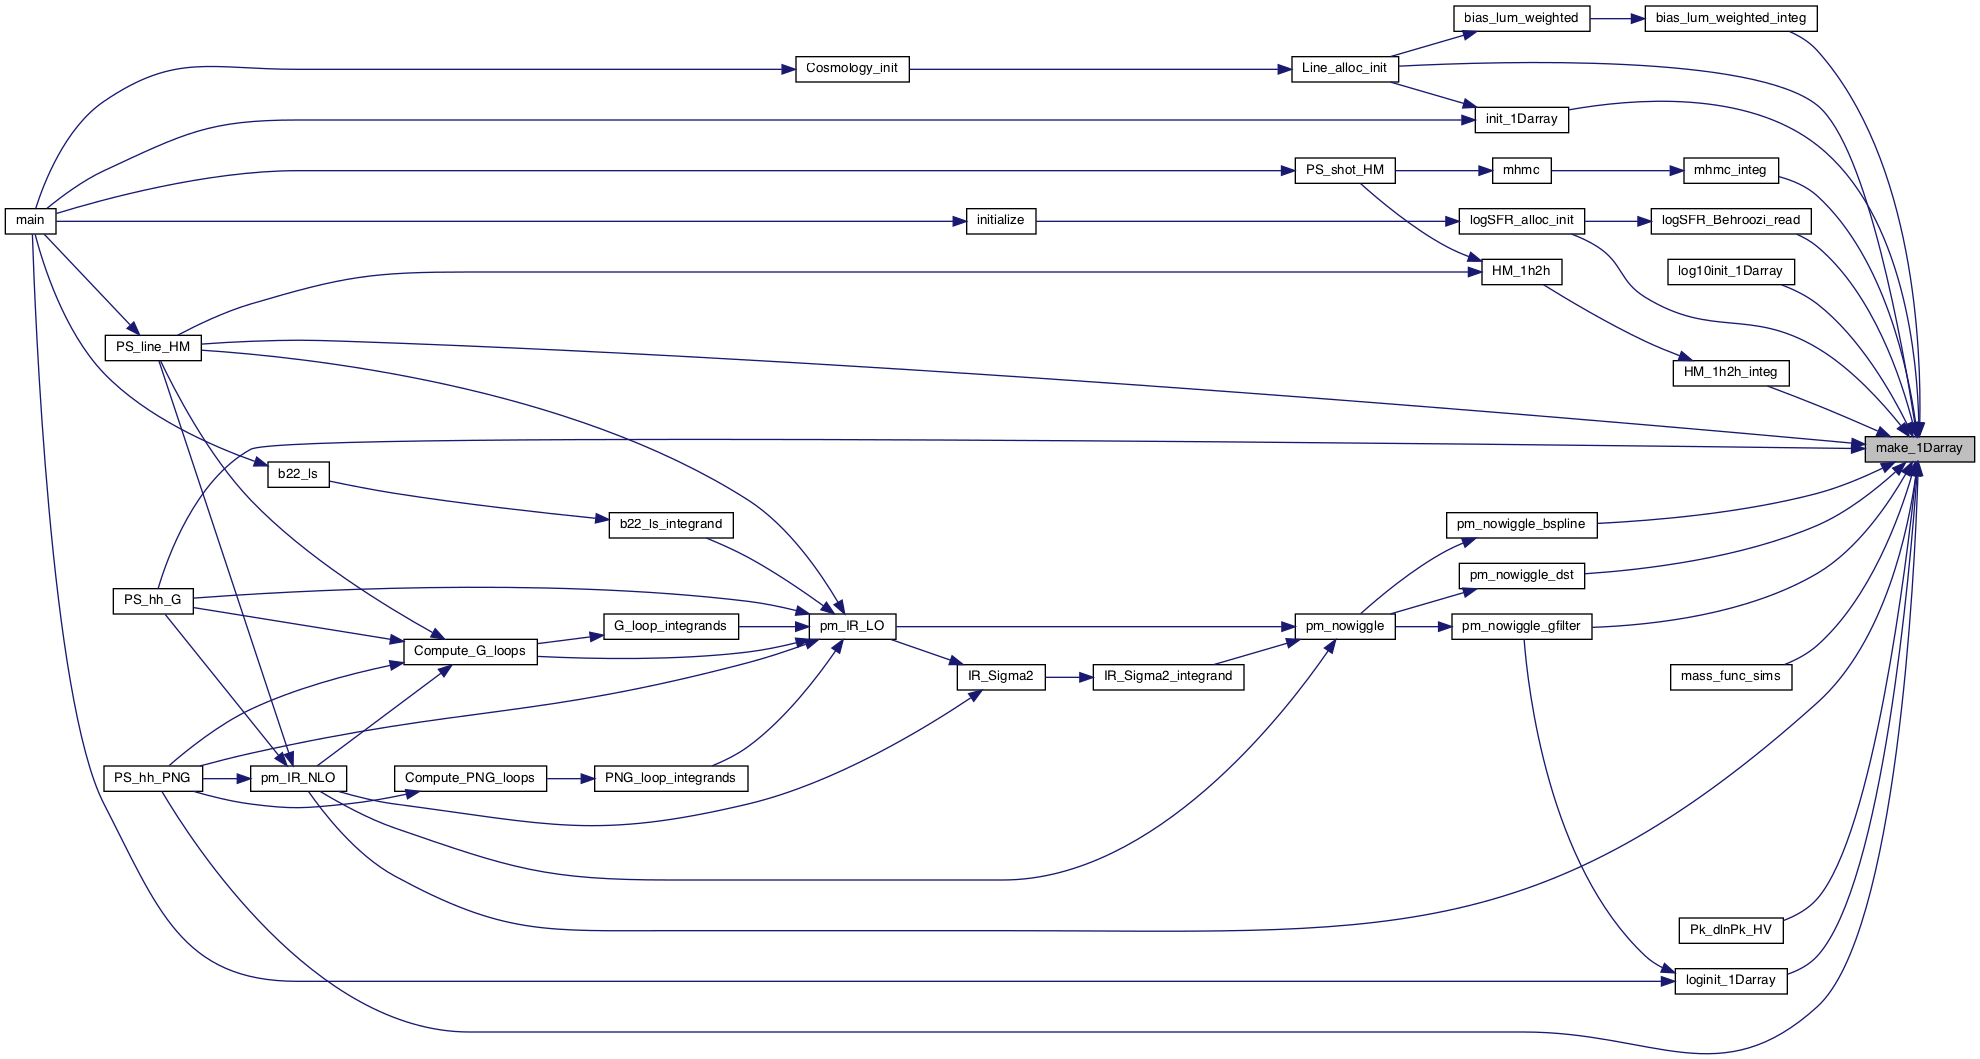 bias_lum_weighted
bias_lum_weighted_integ
Cosmology_init
Line_alloc_init
init_1Darray
PS_shot_HM
mhmc
mhmc_integ
main
initialize
logSFR_alloc_init
logSFR_Behroozi_read
HM_1h2h
log10init_1Darray
PS_line_HM
HM_1h2h_integ
make_1Darray
b22_ls
b22_ls_integrand
pm_nowiggle_bspline
pm_nowiggle_dst
PS_hh_G
G_loop_integrands
pm_IR_LO
pm_nowiggle
pm_nowiggle_gfilter
Compute_G_loops
IR_Sigma2
IR_Sigma2_integrand
mass_func_sims
PS_hh_PNG
pm_IR_NLO
Compute_PNG_loops
PNG_loop_integrands
Pk_dlnPk_HV
loginit_1Darray